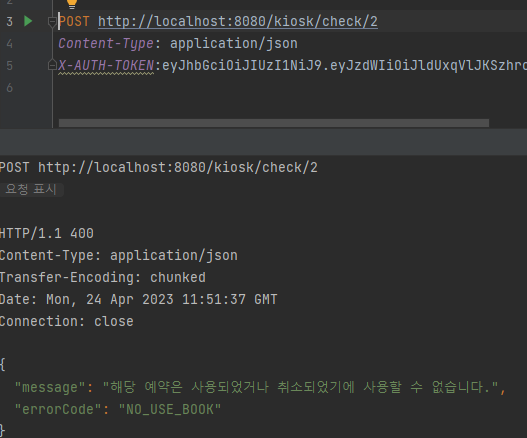 3 POST http://localhost:8080/kiosk/check/2
4 Content-Type: application/json
5 X-AUTH-TOKEN:eyJhbGciOiJIUzI1NiJ9.eyJzdWIiOiJldUxqVlJKSzhro
6
POST http://localhost:8080/kiosk/check/2
요청 표시
HTTP/1.1 400
Content-Type: application/json
Transfer-Encoding: chunked
Date: Mon, 24 Apr 2023 11:51:37 GMT
Connection: close
{
"message": "해당 예약은 사용되었거나 취소되었기에 사용할 수 없습니다.",
"errorCode": "NO_USE_BOOK"
}